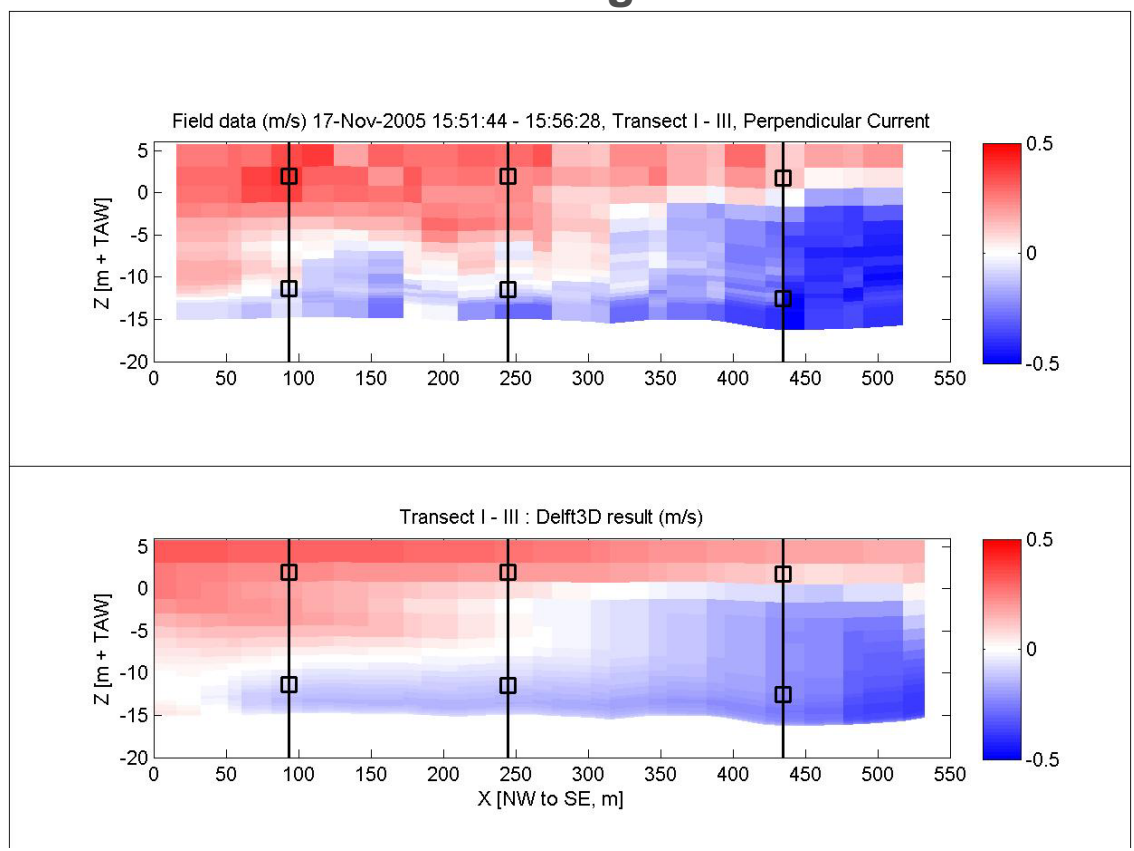 g
Field data (m/s) 17-Nov-2005 15:51:44 - 15:56:28, Transect I - III, Perpendicular Current
5
0
-5
-10
-15
-20
Z [m + TAW]
0 50 100 150 200 250 300 350 400 450 500 550
0.5
0
-0.5
Transect I - III : Delft3D result (m/s)
5
0
-5
-10
-15
-20
Z [m + TAW]
0 50 100 150 200 250 300 350 400 450 500 550
X [NW to SE, m]
0.5
0
-0.5